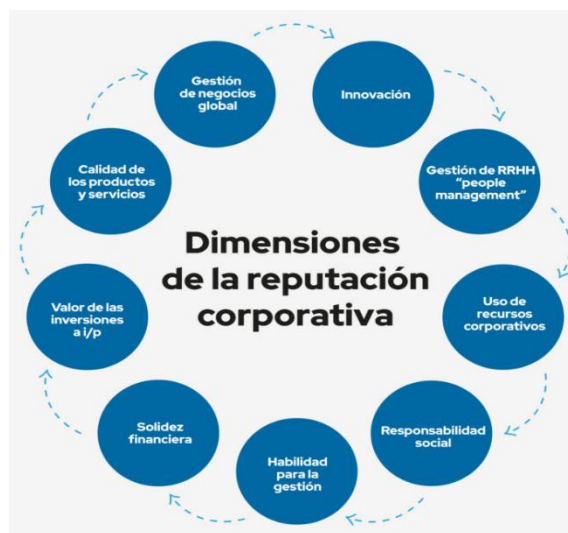 Dimensiones
de la reputación
corporativa
Innovación
Gestión de RRHH
“people
management”
Uso de
recursos
corporativos
Responsabilidad
social
Habilidad
para la
gestión
Solidez
financiera
Valor de las
inversiones
a i/p
Calidad de
los productos
y servicios
Gestión
de negocios
global